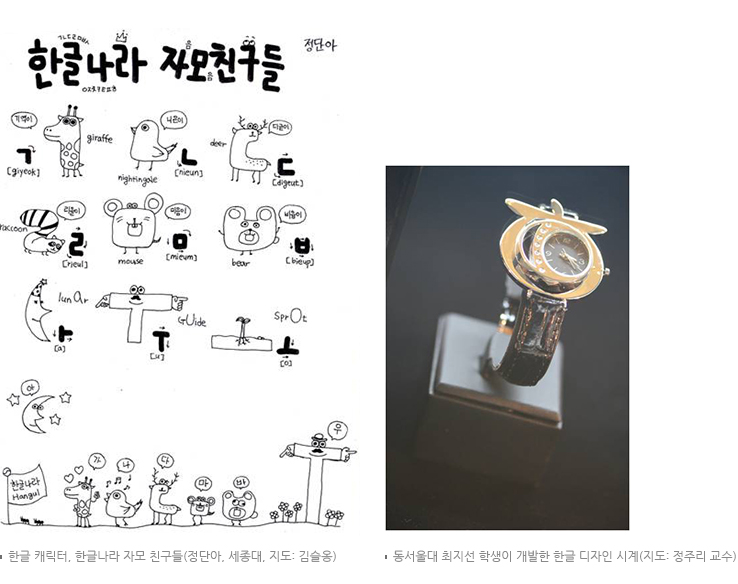 ㄱㄴㄷㄹㅁㅂㅅ
한글나라 자모친구들
음
음
정단아
기역이
니은이
디귿이
giraffe
nightingale
deer
ㄱ
ㄴ
ㄷ
[giyeok]
[nieun]
[digeut]
리을이
미음이
비읍이
raccoon
mouse
bear
ㄹ
ㅁ
ㅂ
[rieul]
[mieum]
[bieup]
lunar
GUide
SprOt
ㅏ
ㅜ
ㅗ
[a]
[u]
[o]
아
우
가
나
다
마
바
한글나라
Hangul
한글 캐릭터, 한글나라 자모 친구들(정단아, 세종대, 지도: 김슬옹)
동서울대 최지선 학생이 개발한 한글 디자인 시계(지도: 정주리 교수)